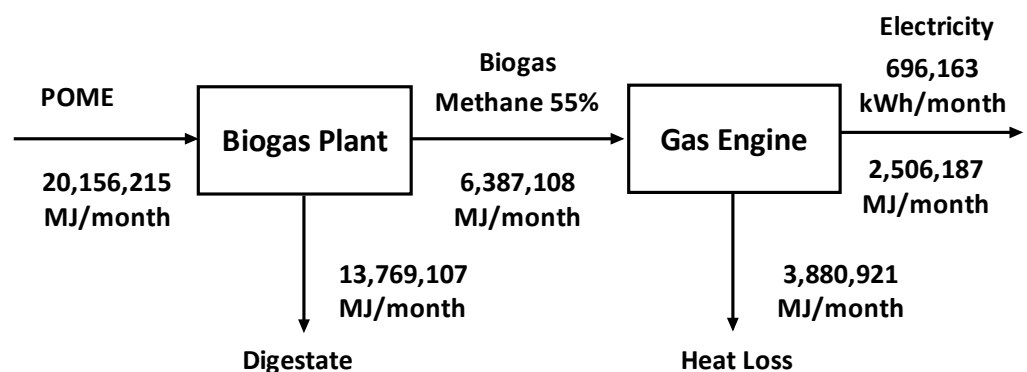 Electricity
696,163
kWh/month
POME
Biogas
Methane 55%
Biogas Plant
Gas Engine
20,156,215
MJ/month
6,387,108
MJ/month
2,506,187
MJ/month
13,769,107
MJ/month
3,880,921
MJ/month
Digestate
Heat Loss